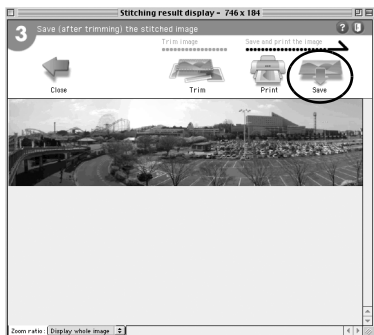 Stitching result display - 746 x 184
3 Save (after trimming) the stitched image
Trim image
Save and print the image
Close
Trim
Print
Save
Zoom ratio: Display whole image